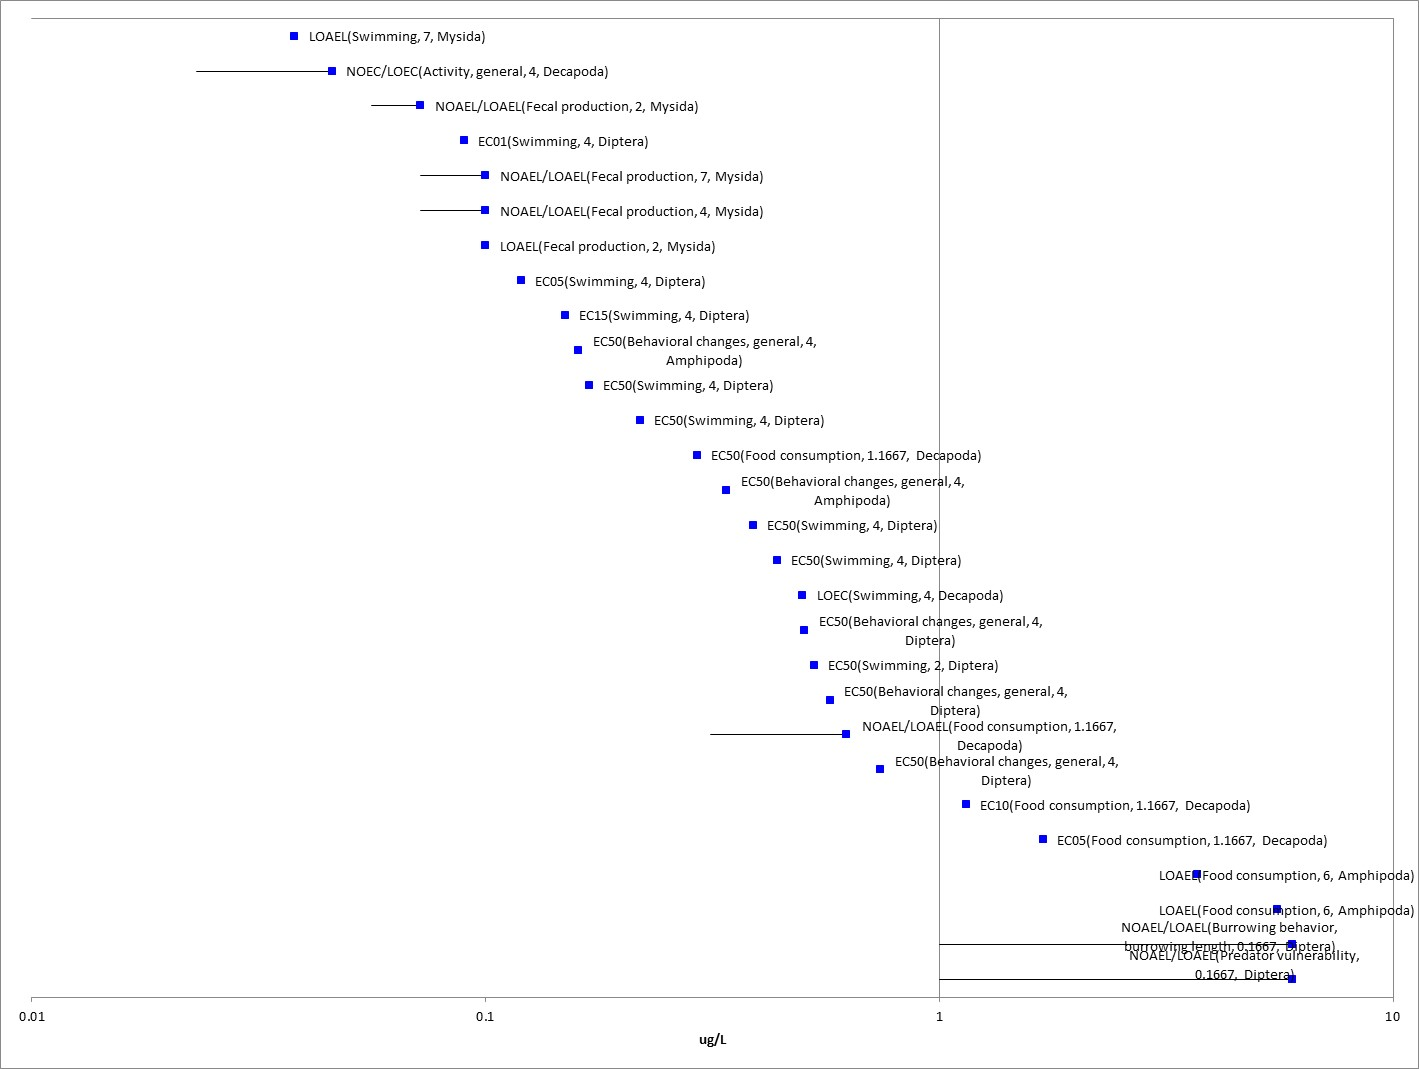 LOAEL(Swimming, 7, Mysida)
NOEC/LOEC(Activity, general, 4, Decapoda)
NOAEL/LOAEL(Fecal production, 2, Mysida)
EC01(Swimming, 4, Diptera)
NOAEL/LOAEL(Fecal production, 7, Mysida)
NOAEL/LOAEL(Fecal production, 4, Mysida)
LOAEL(Fecal production, 2, Mysida)
EC05(Swimming, 4, Diptera)
EC15(Swimming, 4, Diptera)
EC50(Behavioral changes, general, 4,
Amphipoda)
EC50(Swimming, 4, Diptera)
EC50(Swimming, 4, Diptera)
EC50(Food consumption, 1.1667, Decapoda)
EC50(Behavioral changes, general, 4,
Amphipoda)
EC50(Swimming, 4, Diptera)
EC50(Swimming, 4, Diptera)
LOEC(Swimming, 4, Decapoda)
EC50(Behavioral changes, general, 4,
Diptera)
EC50(Swimming, 2, Diptera)
EC50(Behavioral changes, general, 4,
Diptera)
NOAEL/LOAEL(Food consumption, 1.1667,
Decapoda)
EC50(Behavioral changes, general, 4,
Diptera)
EC10(Food consumption, 1.1667, Decapoda)
EC05(Food consumption, 1.1667, Decapoda)
LOAEL(Food consumption, 6, Amphipoda)
LOAEL(Food consumption, 6, Amphipoda)
NOAEL/LOAEL(Burrowing behavior,
burrowing length, 0.1667, Diptera)
NOAEL/LOAEL(Predator vulnerability,
0.1667, Diptera)
0.01 0.1 1 10
ug/L